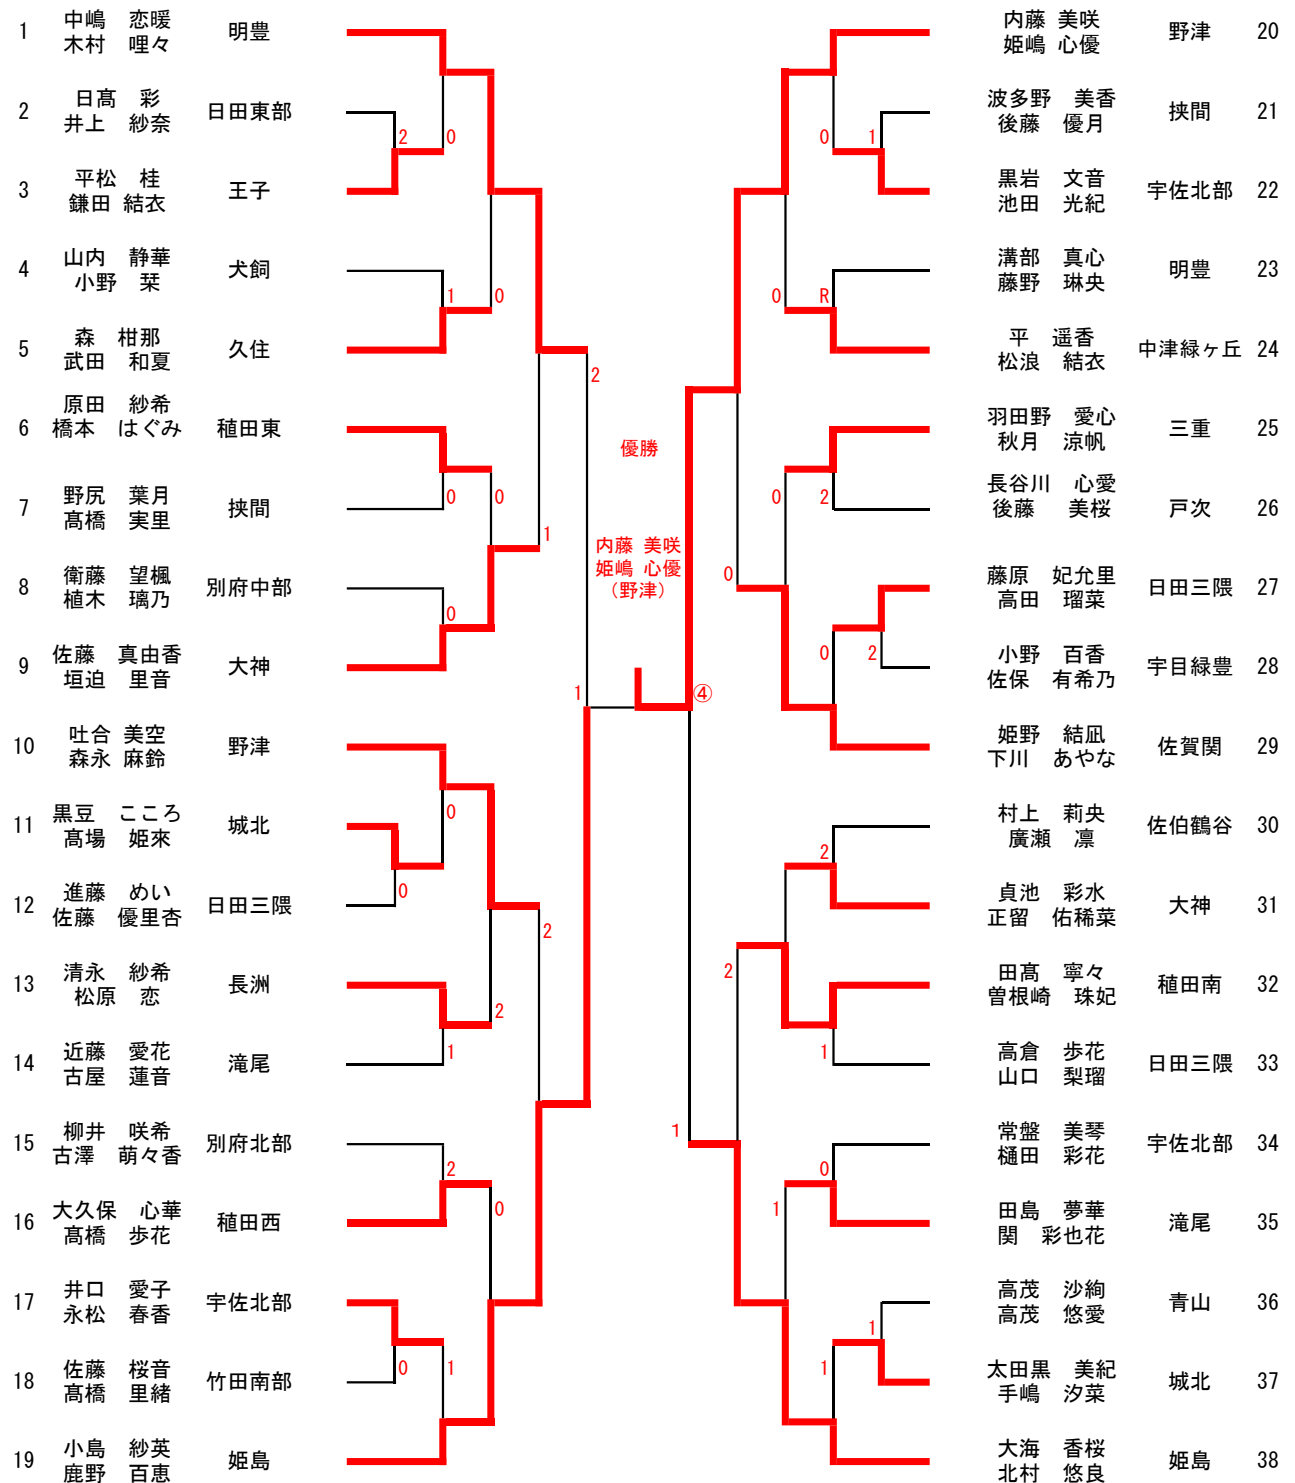 1 中嶋 恋暖 明豊
木村 哩々
2 日髙 彩 日田東部
井上 紗奈
3 平松 桂 王子
鎌田 結衣
4 山内 静華 犬飼
小野 栞
5 森 柑那 久住
武田 和夏
6 原田 紗希 稙田東
橋本 はぐみ
7 野尻 葉月 挾間
髙橋 実里
8 衛藤 望楓 別府中部
植木 璃乃
9 佐藤 真由香 大神
垣迫 里音
10 吐合 美空 野津
森永 麻鈴
11 黒豆 こころ 城北
髙場 姫來
12 進藤 めい 日田三隈
佐藤 優里杏
13 清永 紗希 長洲
松原 恋
14 近藤 愛花 滝尾
古屋 蓮音
15 柳井 咲希 別府北部
古澤 萌々香
16 大久保 心華 稙田西
髙橋 歩花
17 井口 愛子 宇佐北部
永松 春香
18 佐藤 桜音 竹田南部
髙橋 里緒
19 小島 紗英 姫島
鹿野 百恵
2
0
1
0
0
0
0
1
2
0
0
2
1
2
2
0
0
1
1
優勝
内藤 美咲
姫嶋 心優
（野津）
④
1
0
1
0
R
0
2
0
0
2
2
2
1
0
1
1
1
内藤 美咲 野津 20
姫嶋 心優
波多野 美香 挾間 21
後藤 優月
黒岩 文音 宇佐北部 22
池田 光紀
溝部 真心 明豊 23
藤野 琳央
平 遥香 中津緑ヶ丘 24
松浪 結衣
羽田野 愛心 三重 25
秋月 涼帆
長谷川 心愛 戸次 26
後藤 美桜
藤原 妃允里 日田三隈 27
高田 瑠菜
小野 百香 宇目緑豊 28
佐保 有希乃
姫野 結凪 佐賀関 29
下川 あやな
村上 莉央 佐伯鶴谷 30
廣瀬 凛
貞池 彩水 大神 31
正留 佑稀菜
田髙 寧々 稙田南 32
曽根崎 珠妃
高倉 歩花 日田三隈 33
山口 梨瑠
常盤 美琴 宇佐北部 34
樋田 彩花
田島 夢華 滝尾 35
関 彩也花
高茂 沙絢 青山 36
高茂 悠愛
太田黒 美紀 城北 37
手嶋 汐菜
大海 香桜 姫島 38
北村 悠良